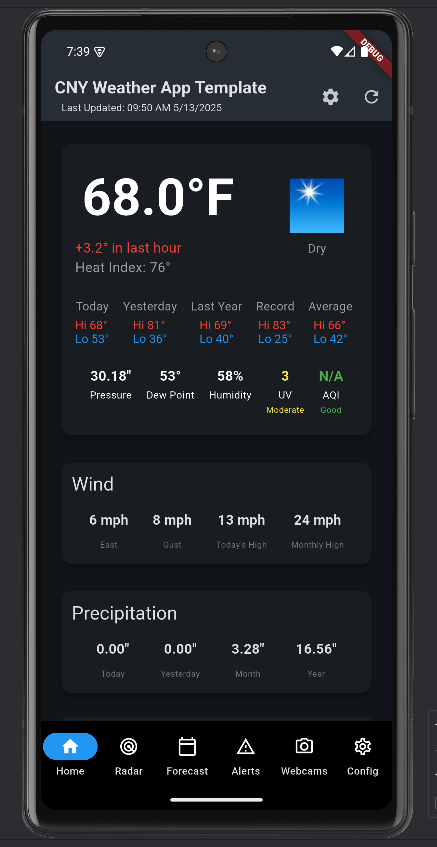 7:39
DEBUG
CNY Weather App Template
Last Updated: 09:50 AM 5/13/2025
68.0°F
+3.2° in last hour
Heat Index: 76°
Dry
Today Yesterday Last Year Record Average
Hi 68° Hi 81° Hi 69° Hi 83° Hi 66°
Lo 53° Lo 36° Lo 40° Lo 25° Lo 42°
30.18" 53° 58% 3 N/A
Pressure Dew Point Humidity UV AQI
Moderate Good
Wind
6 mph 8 mph 13 mph 24 mph
East Gust Today's High Monthly High
Precipitation
0.00" 0.00" 3.28" 16.56"
Today Yesterday Month Year
Home Radar Forecast Alerts Webcams Config